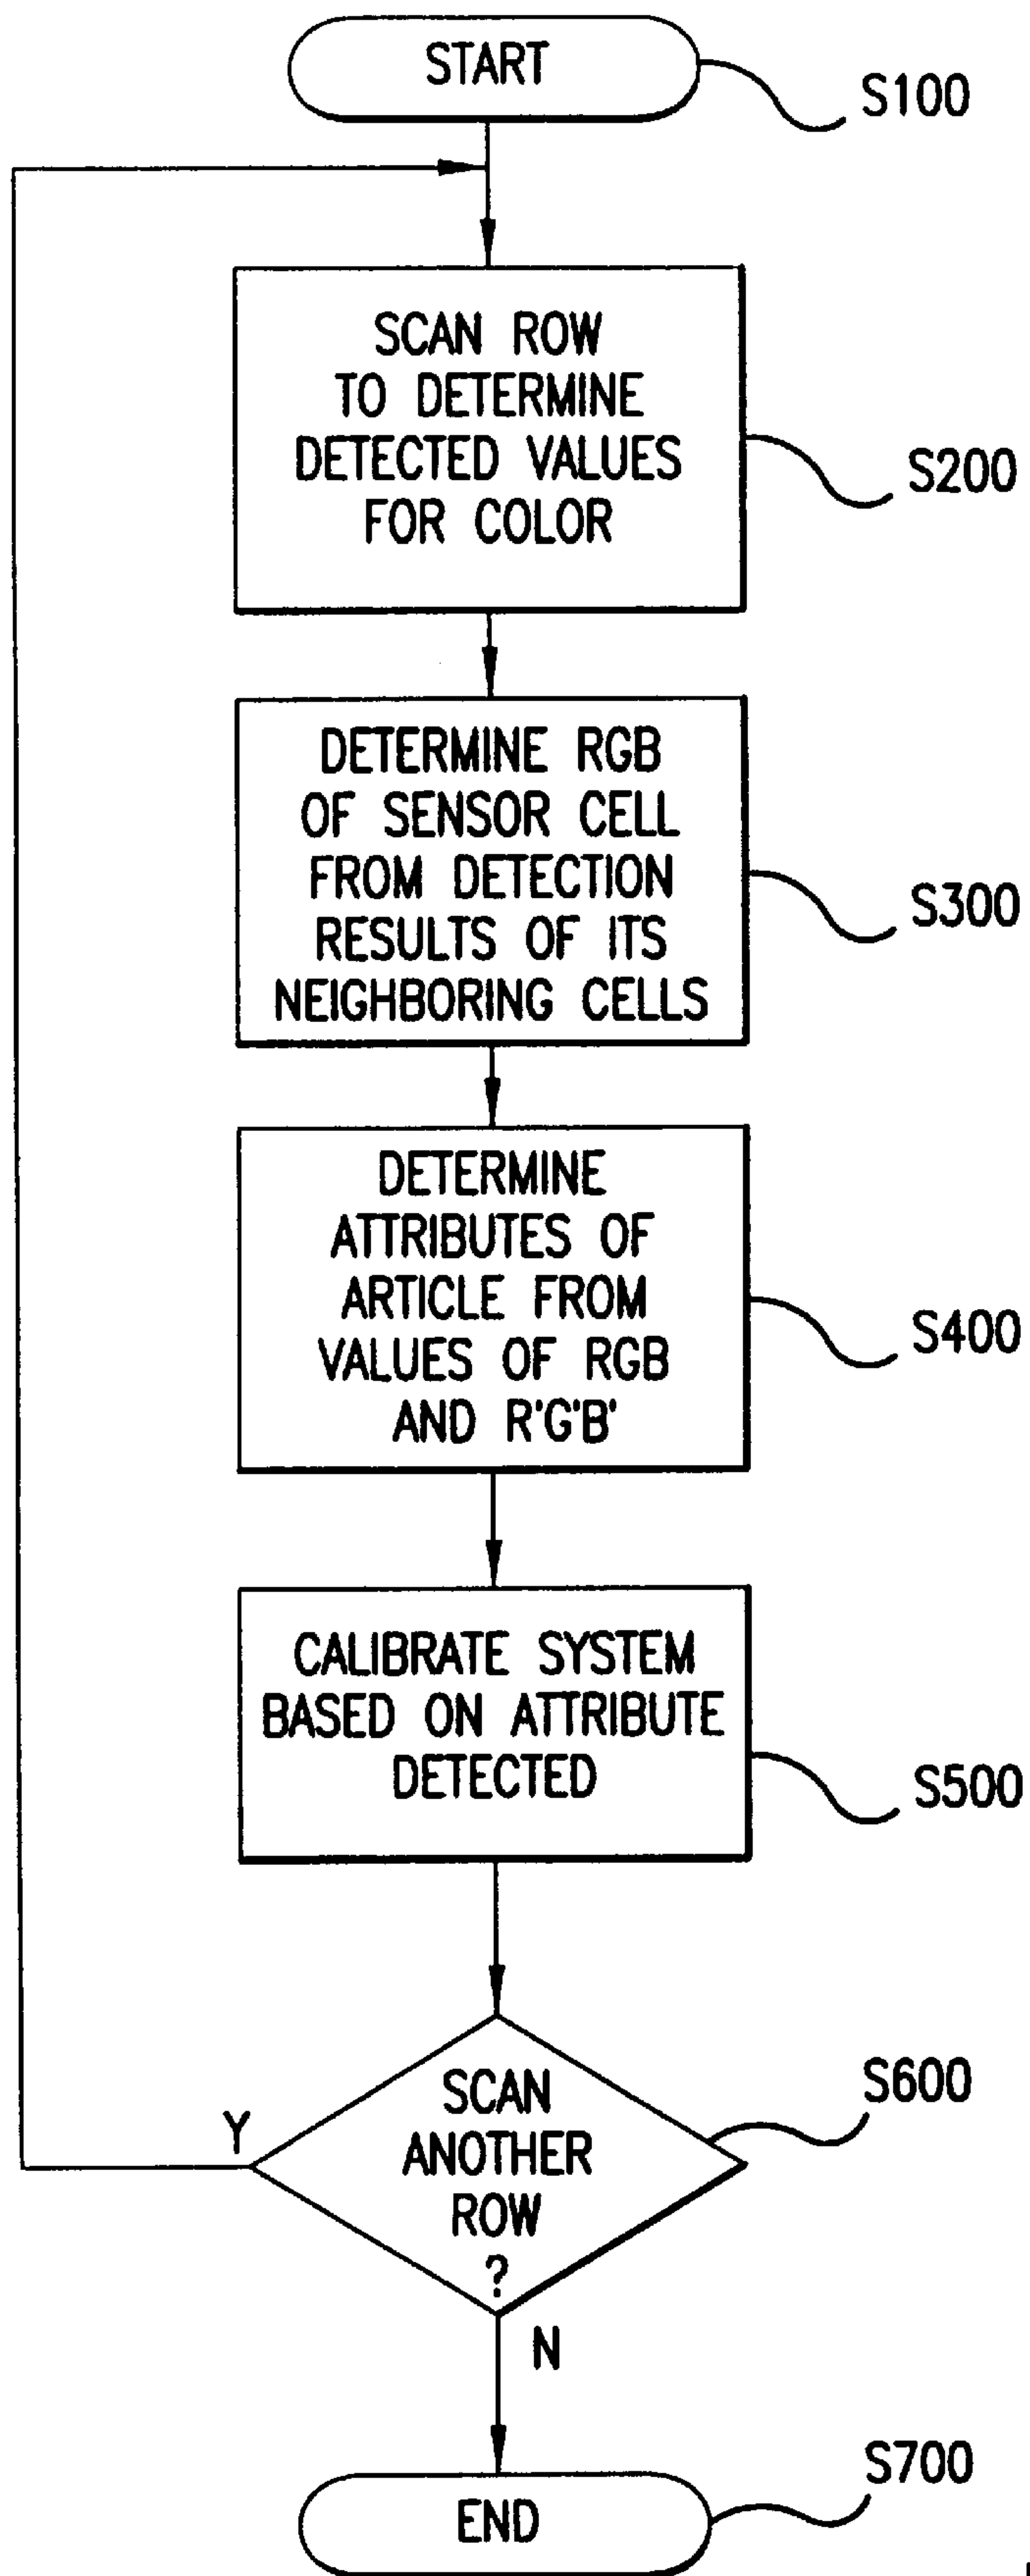 START
S100
SCAN ROW
TO DETERMINE
DETECTED VALUES
FOR COLOR
S200
DETERMINE RGB
OF SENSOR CELL
FROM DETECTION
RESULTS OF ITS
NEIGHBORING CELLS
S300
DETERMINE
ATTRIBUTES OF
ARTICLE FROM
VALUES OF RGB
AND R'G'B'
S400
CALIBRATE SYSTEM
BASED ON ATTRIBUTE
DETECTED
S500
SCAN
ANOTHER
ROW
?
S600
Y
N
END
S700